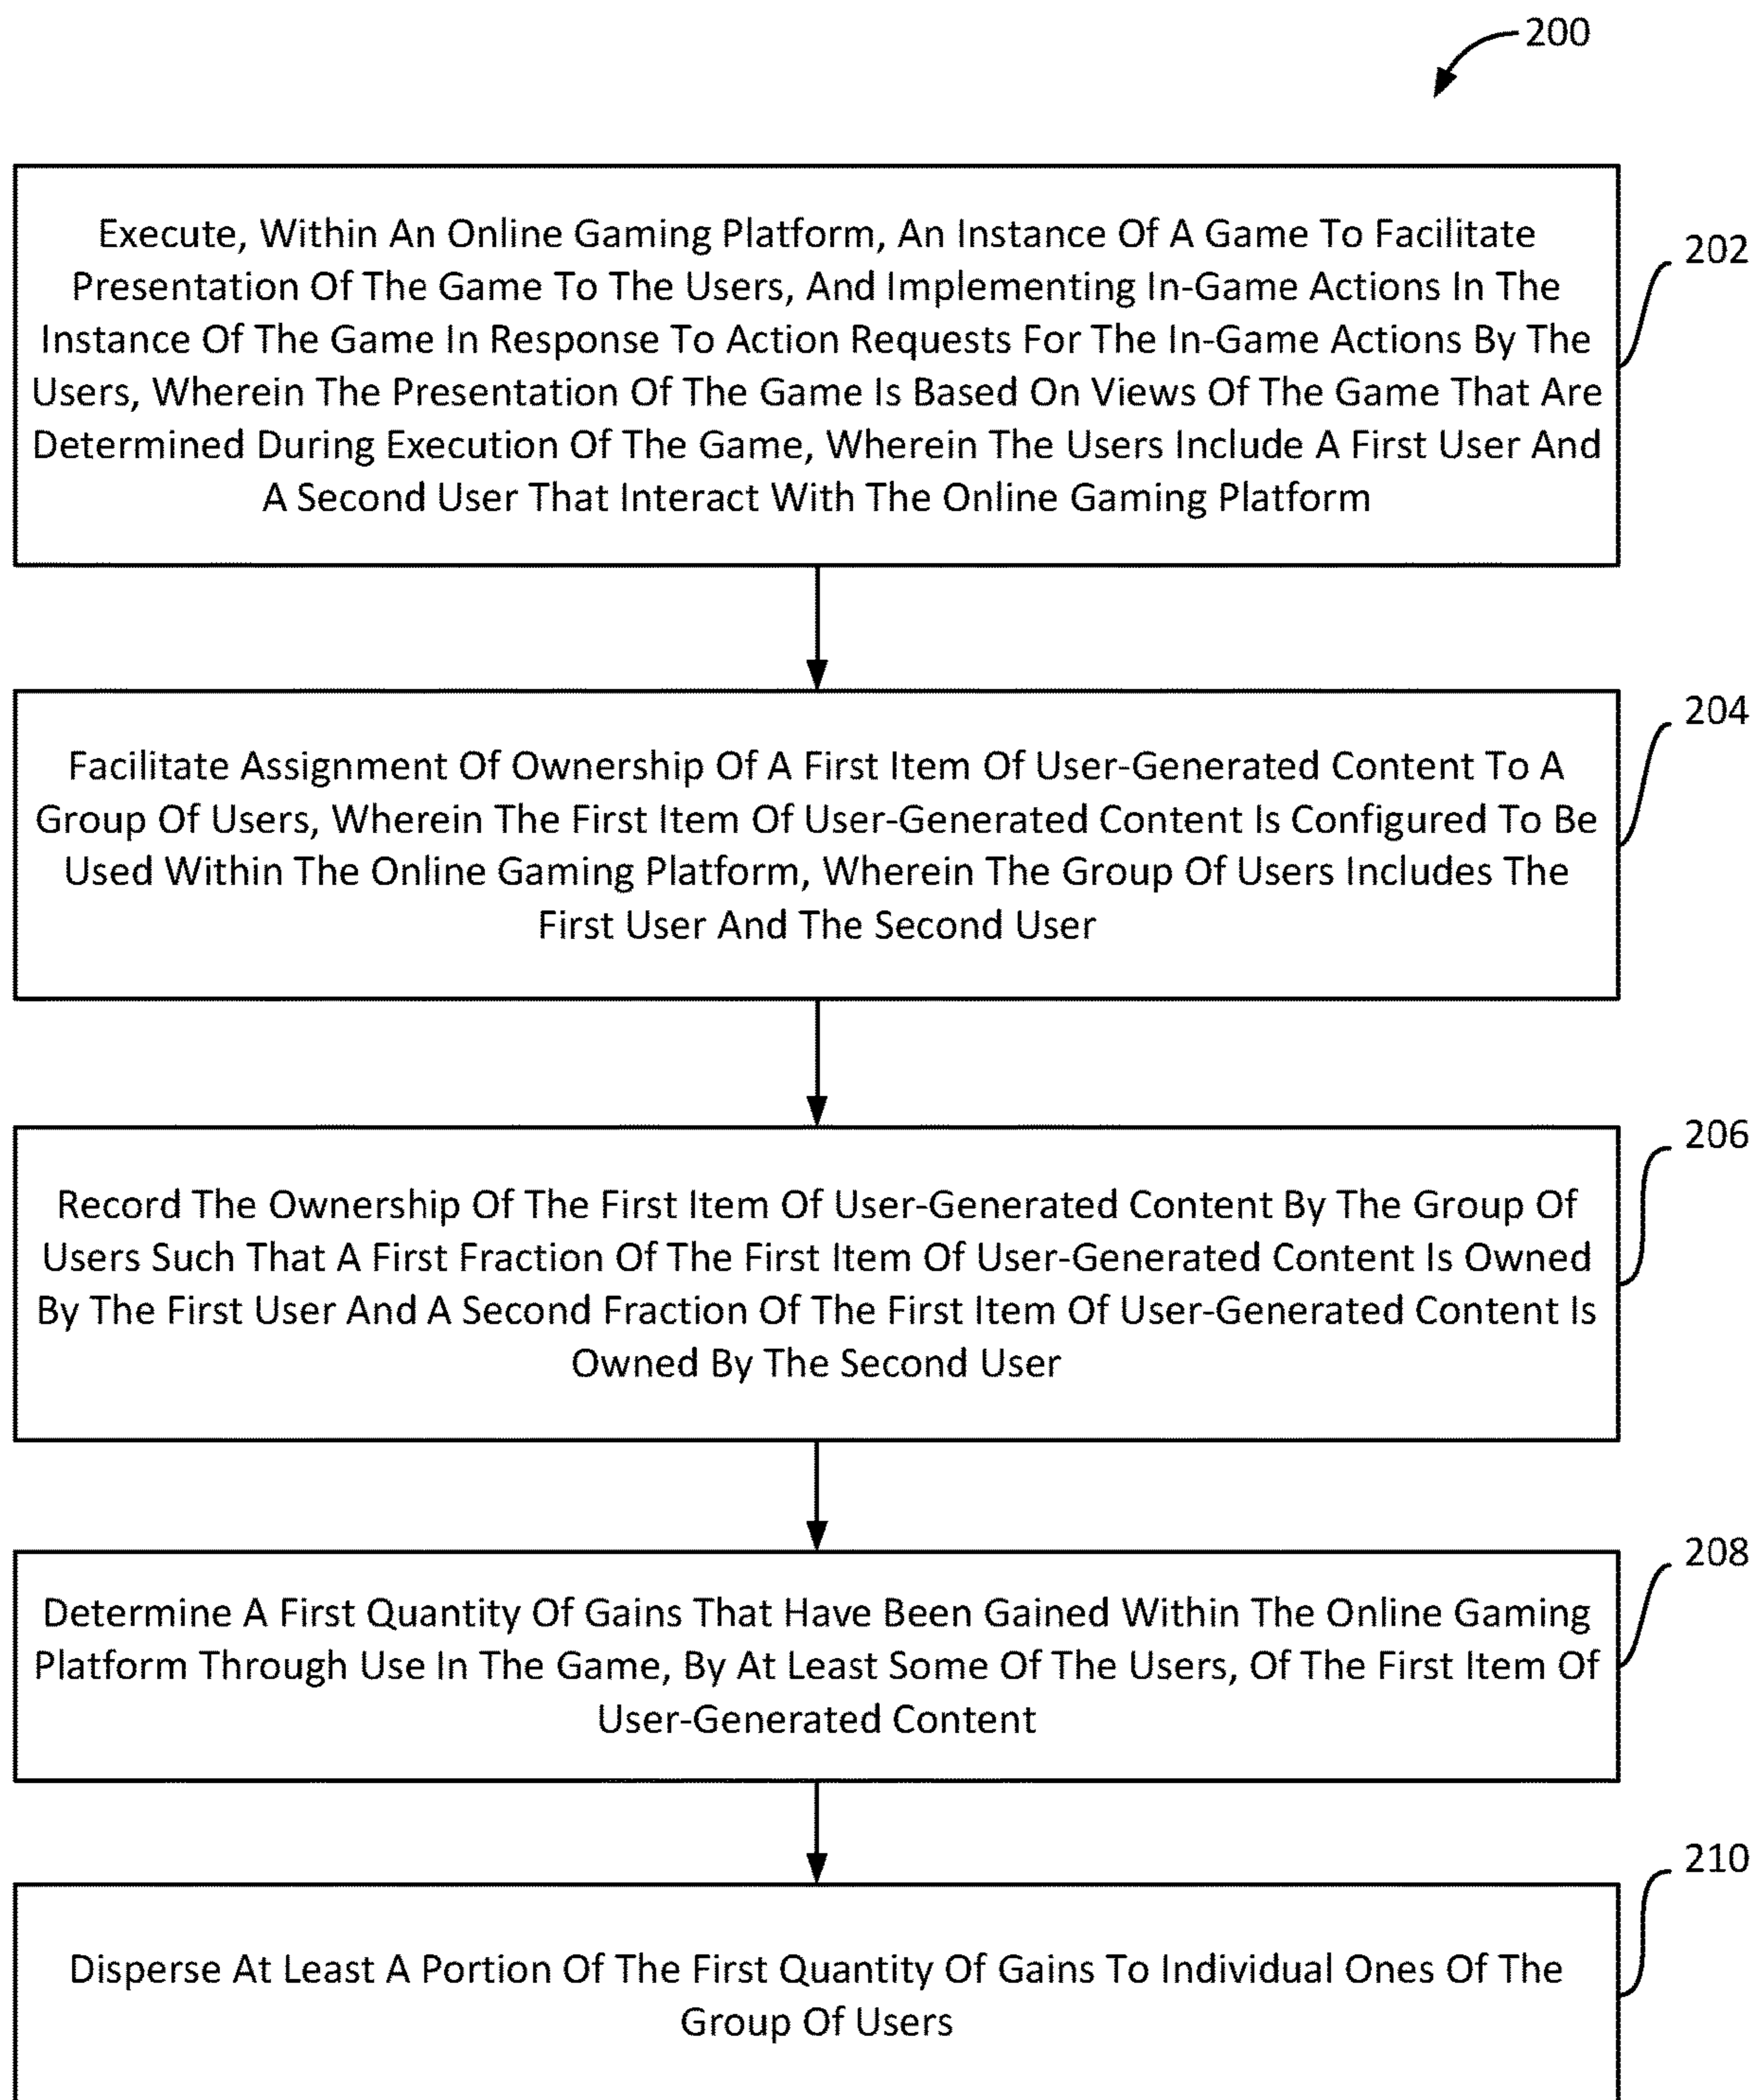 200
Execute, Within An Online Gaming Platform, An Instance Of A Game To Facilitate
Presentation Of The Game To The Users, And Implementing In-Game Actions In The
Instance Of The Game In Response To Action Requests For The In-Game Actions By The
Users, Wherein The Presentation Of The Game Is Based On Views Of The Game That Are
Determined During Execution Of The Game, Wherein The Users Include A First User And
A Second User That Interact With The Online Gaming Platform
202
Facilitate Assignment Of Ownership Of A First Item Of User-Generated Content To A
Group Of Users, Wherein The First Item Of User-Generated Content Is Configured To Be
Used Within The Online Gaming Platform, Wherein The Group Of Users Includes The
First User And The Second User
204
Record The Ownership Of The First Item Of User-Generated Content By The Group Of
Users Such That A First Fraction Of The First Item Of User-Generated Content Is Owned
By The First User And A Second Fraction Of The First Item Of User-Generated Content Is
Owned By The Second User
206
Determine A First Quantity Of Gains That Have Been Gained Within The Online Gaming
Platform Through Use In The Game, By At Least Some Of The Users, Of The First Item Of
User-Generated Content
208
Disperse At Least A Portion Of The First Quantity Of Gains To Individual Ones Of The
Group Of Users
210